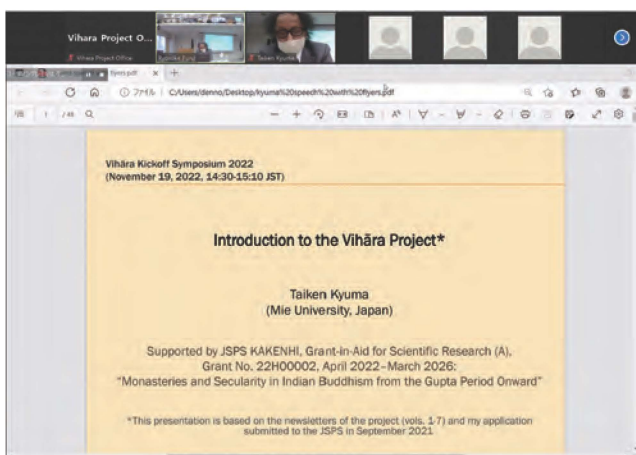 Vihara Project O...
Vihara Project Office
Taiken Kyuma
flyers.pdf
ファイル C:/Users/denno/Desktop/kyuma%20speech%20with%20flyers.pdf
1 / 46
Vihāra Kickoff Symposium 2022
(November 19, 2022, 14:30-15:10 JST)
Introduction to the Vihāra Project*
Taiken Kyuma
(Mie University, Japan)
Supported by JSPS KAKENHI, Grant-in-Aid for Scientific Research (A),
Grant No. 22H00002, April 2022–March 2026:
“Monasteries and Secularity in Indian Buddhism from the Gupta Period Onward”
*This presentation is based on the newsletters of the project (vols. 1-7) and my application
submitted to the JSPS in September 2021